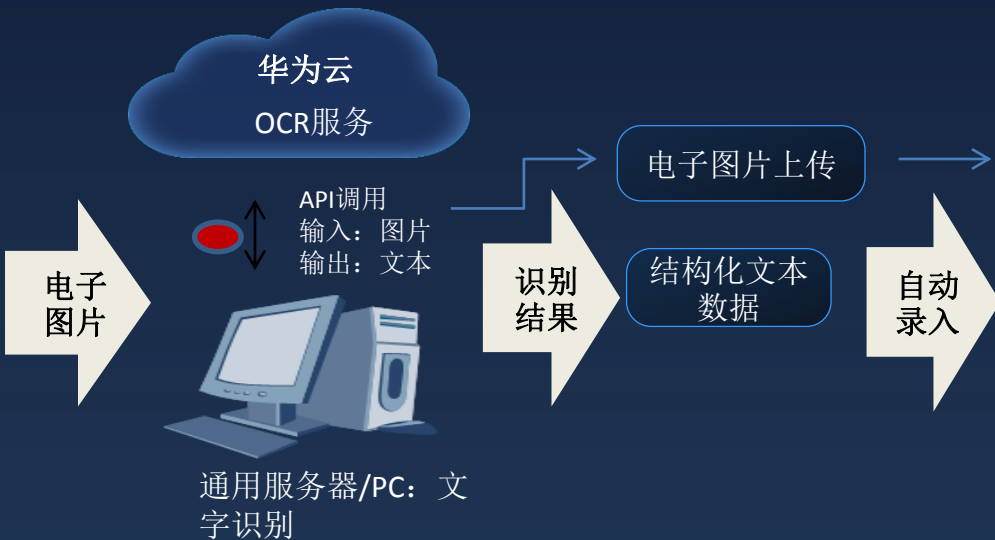 华为云
OCR服务
API调用
输入：图片
输出：文本
电子图片上传
电子
图片
识别
结果
结构化文本
数据
自动
录入
通用服务器/PC：文
字识别